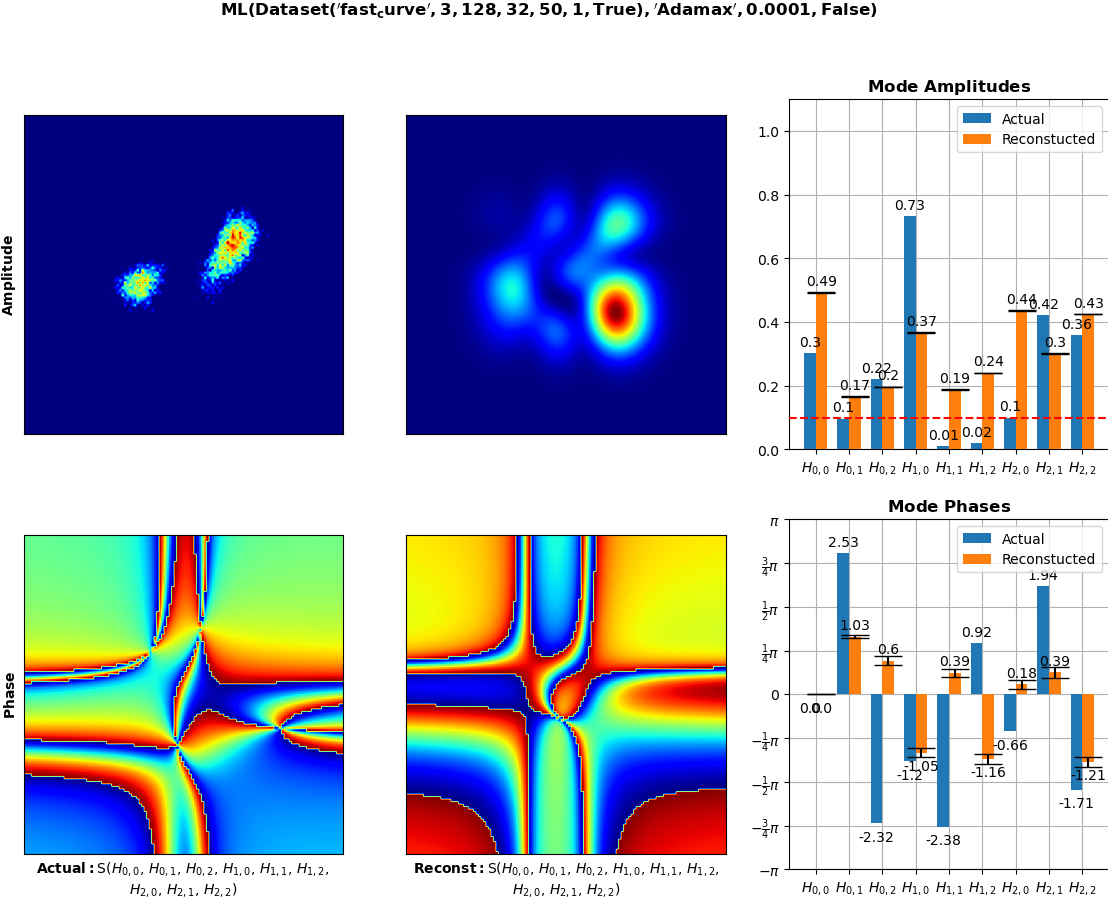 ML(Dataset('fast_curve', 3, 128, 32, 50, 1, True), 'Adamax', 0.0001, False)
Amplitude
Mode Amplitudes
Actual
Reconstucted
1.0
0.8
0.6
0.4
0.2
0.0
0.3
0.49
0.1
0.17
0.22
0.2
0.73
0.37
0.01
0.19
0.02
0.24
0.1
0.44
0.42
0.3
0.36
0.43
H0,0 H0,1 H0,2 H1,0 H1,1 H1,2 H2,0 H2,1 H2,2
Phase
Actual: S(H0,0, H0,1, H0,2, H1,0, H1,1, H1,2,
H2,0, H2,1, H2,2)
Reconst: S(H0,0, H0,1, H0,2, H1,0, H1,1, H1,2,
H2,0, H2,1, H2,2)
Mode Phases
Actual
Reconstucted
π
3/4π
1/2π
1/4π
0
−1/4π
−1/2π
−3/4π
−π
0.0
0.0
2.53
1.03
-2.32
0.6
-1.2
-1.05
-2.38
0.39
0.92
-1.16
-0.66
0.18
1.94
0.39
-1.71
-1.21
H0,0 H0,1 H0,2 H1,0 H1,1 H1,2 H2,0 H2,1 H2,2